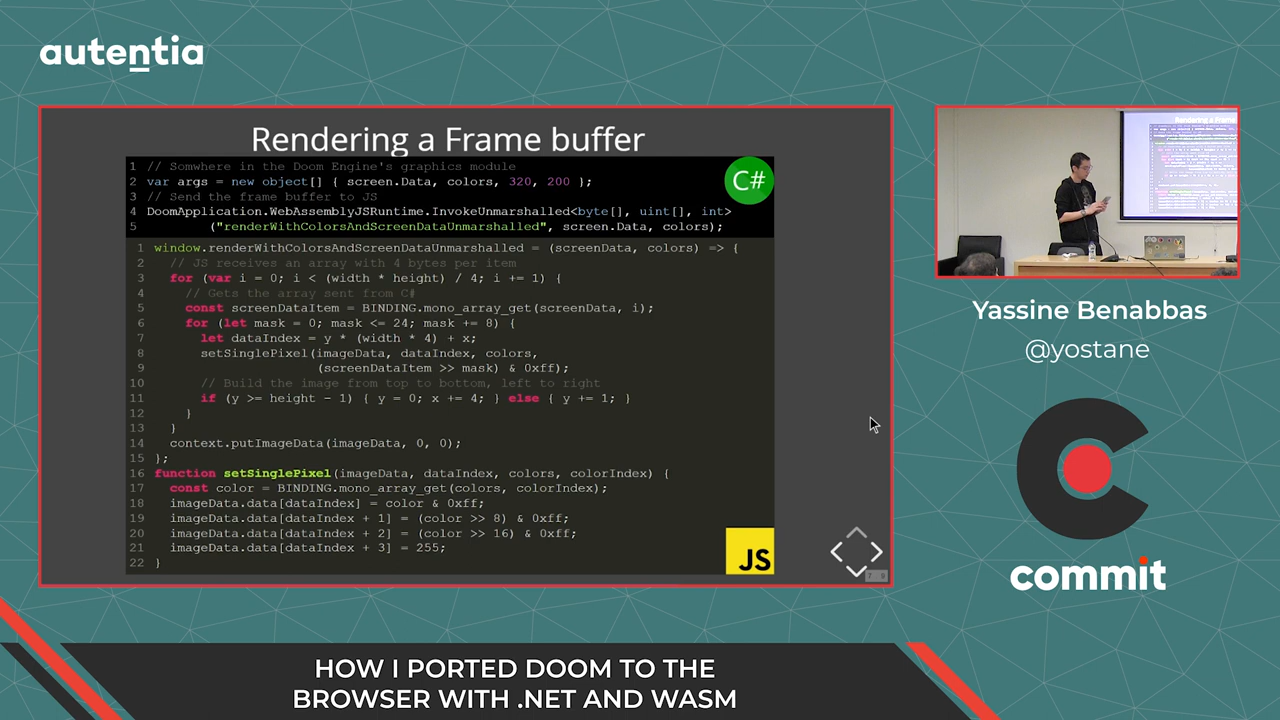 autentia
Rendering a Frame buffer
1 // Somwhere in the Doom Engine's graphic
2 var args = new object[] { screen.Data, colors, 320, 200 };
3 // Send the frame buffer to JS
4 DoomApplication.WebAssemblyJSRuntime.InvokeUnmarshalled<byte[], uint[], int>
5 ("renderWithColorsAndScreenDataUnmarshalled", screen.Data, colors);
C#
1 window.renderWithColorsAndScreenDataUnmarshalled = (screenData, colors) => {
2 // JS receives an array with 4 bytes per item
3 for (var i = 0; i < (width * height) / 4; i += 1) {
4 // Gets the array sent from C#
5 const screenDataItem = BINDING.mono_array_get(screenData, i);
6 for (let mask = 0; mask <= 24; mask += 8) {
7 let dataIndex = y * (width * 4) + x;
8 setSinglePixel(imageData, dataIndex, colors,
9 (screenDataItem >> mask) & 0xff);
10 // Build the image from top to bottom, left to right
11 if (y >= height - 1) { y = 0; x += 4; } else { y += 1; }
12 }
13 }
14 context.putImageData(imageData, 0, 0);
15 };
16 function setSinglePixel(imageData, dataIndex, colors, colorIndex) {
17 const color = BINDING.mono_array_get(colors, colorIndex);
18 imageData.data[dataIndex] = color & 0xff;
19 imageData.data[dataIndex + 1] = (color >> 8) & 0xff;
20 imageData.data[dataIndex + 2] = (color >> 16) & 0xff;
21 imageData.data[dataIndex + 3] = 255;
22 }
JS
Yassine Benabbas
@yostane
commit
HOW I PORTED DOOM TO THE
BROWSER WITH .NET AND WASM